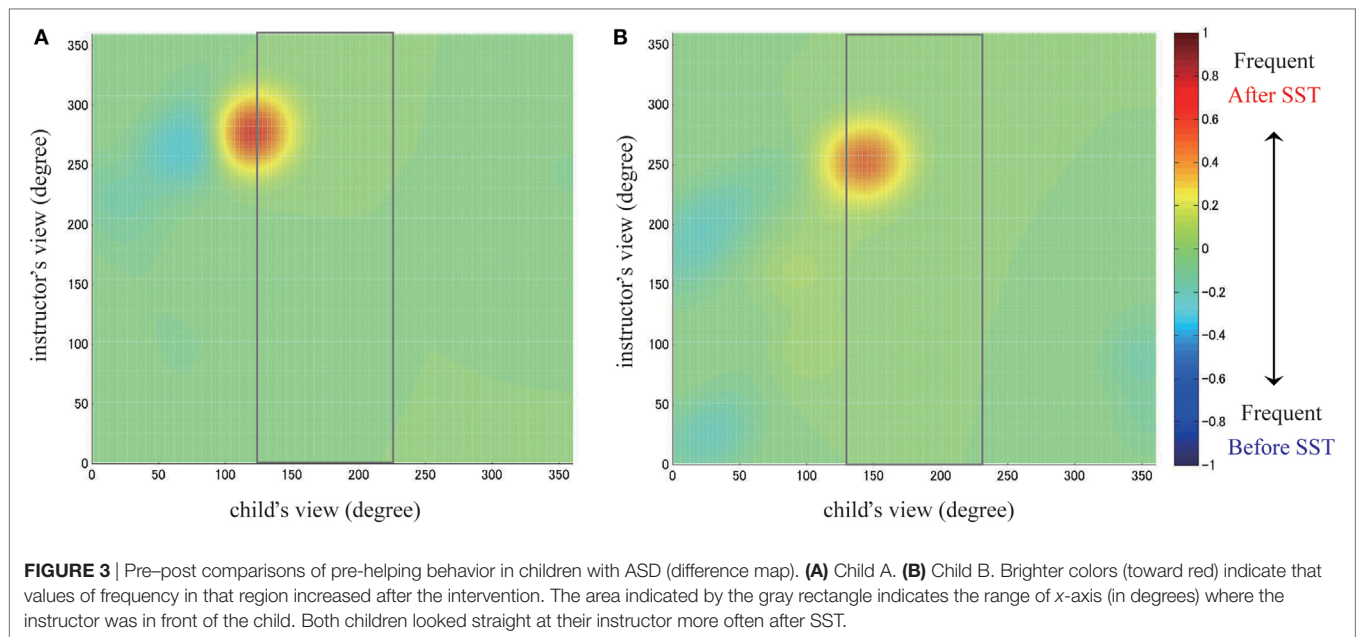 A
350
300
250
200
150
100
50
0
instructor's view (degree)
0 50 100 150 200 250 300 350
child's view (degree)
B
350
300
250
200
150
100
50
0
instructor's view (degree)
0 50 100 150 200 250 300 350
child's view (degree)
1
0.8
0.6
0.4
0.2
0
−0.2
−0.4
−0.6
−0.8
−1
Frequent
After SST
Frequent
Before SST
FIGURE 3 | Pre–post comparisons of pre-helping behavior in children with ASD (difference map). (A) Child A. (B) Child B. Brighter colors (toward red) indicate that
values of frequency in that region increased after the intervention. The area indicated by the gray rectangle indicates the range of x-axis (in degrees) where the
instructor was in front of the child. Both children looked straight at their instructor more often after SST.